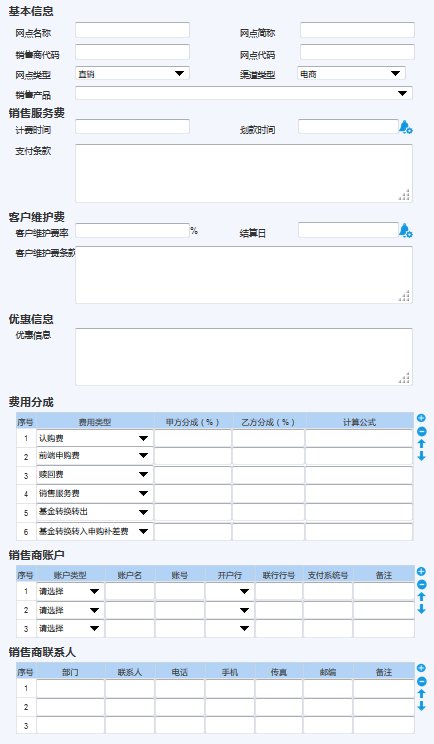 基本信息
网点名称 网点简称
销售商代码 网点代码
网点类型 直销 渠道类型 电商
销售产品
销售服务费
计费时间 划款时间
支付条款
客户维护费
客户维护费率 % 结算日
客户维护费条款
优惠信息
优惠信息
费用分成
序号 费用类型 甲方分成（%） 乙方分成（%） 计算公式
1 认购费
2 前端申购费
3 赎回费
4 销售服务费
5 基金转换转出
6 基金转换转入申购补差费
销售商账户
序号 账户类型 账户名 账号 开户行 联行行号 支付系统号 备注
1 请选择
2 请选择
3 请选择
销售商联系人
序号 部门 联系人 电话 手机 传真 邮编 备注
1
2
3